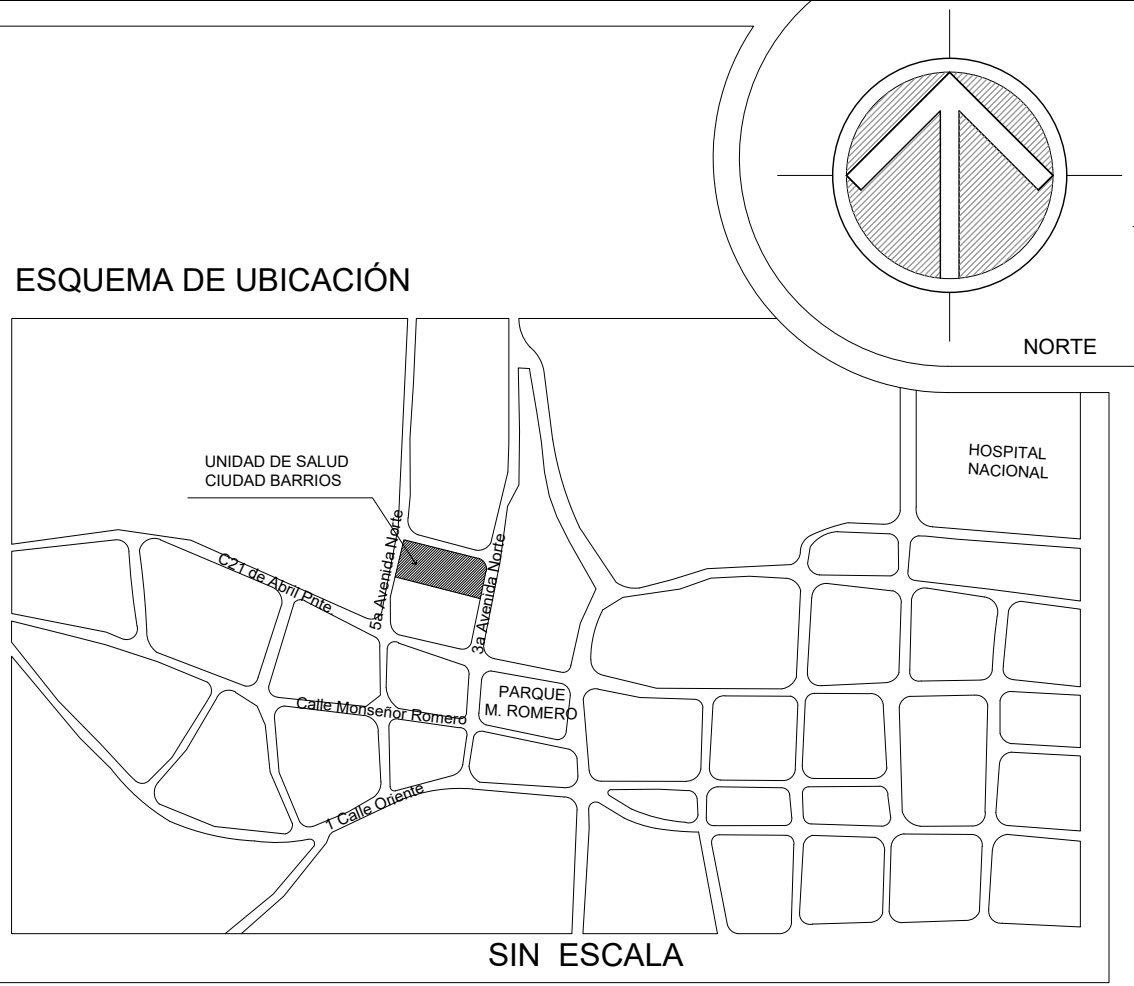 ESQUEMA DE UBICACIÓN
NORTE
HOSPITAL
NACIONAL
UNIDAD DE SALUD
CIUDAD BARRIOS
5a Avenida Norte
3a Avenida Norte
C21 de Abril Pnte.
PARQUE
M. ROMERO
Calle Monseñor Romero
1 Calle Oriente
SIN ESCALA